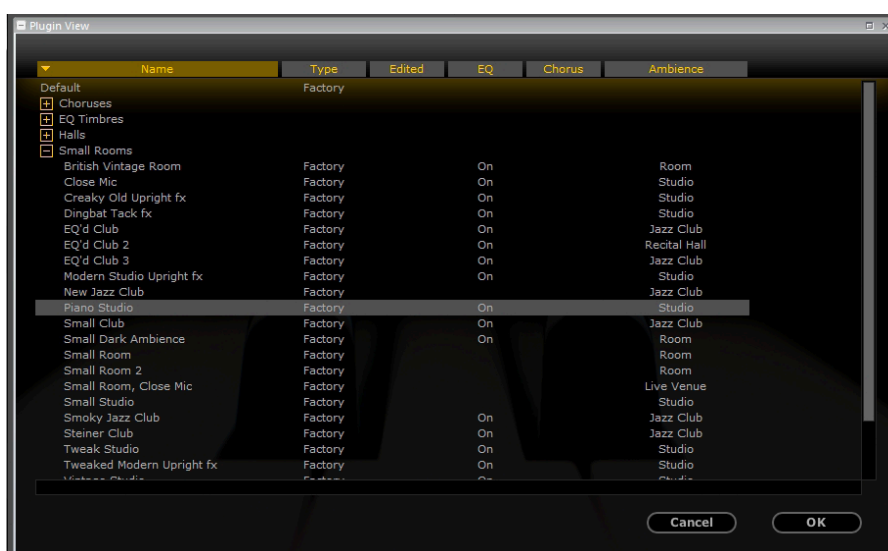 Plugin View
Name Type Edited EQ Chorus Ambience
Default Factory
Choruses
EQ Timbres
Halls
Small Rooms
British Vintage Room Factory On Room
Close Mic Factory On Studio
Creaky Old Upright fx Factory On Studio
Dingbat Tack fx Factory On Studio
EQ'd Club Factory On Jazz Club
EQ'd Club 2 Factory On Recital Hall
EQ'd Club 3 Factory On Jazz Club
Modern Studio Upright fx Factory On Studio
New Jazz Club Factory Jazz Club
Piano Studio Factory On Studio
Small Club Factory On Jazz Club
Small Dark Ambience Factory On Room
Small Room Factory Room
Small Room 2 Factory Room
Small Room, Close Mic Factory Live Venue
Small Studio Factory Studio
Smoky Jazz Club Factory On Jazz Club
Steiner Club Factory On Jazz Club
Tweak Studio Factory On Studio
Tweaked Modern Upright fx Factory On Studio
Vintage Studio Factory On Studio
Cancel OK